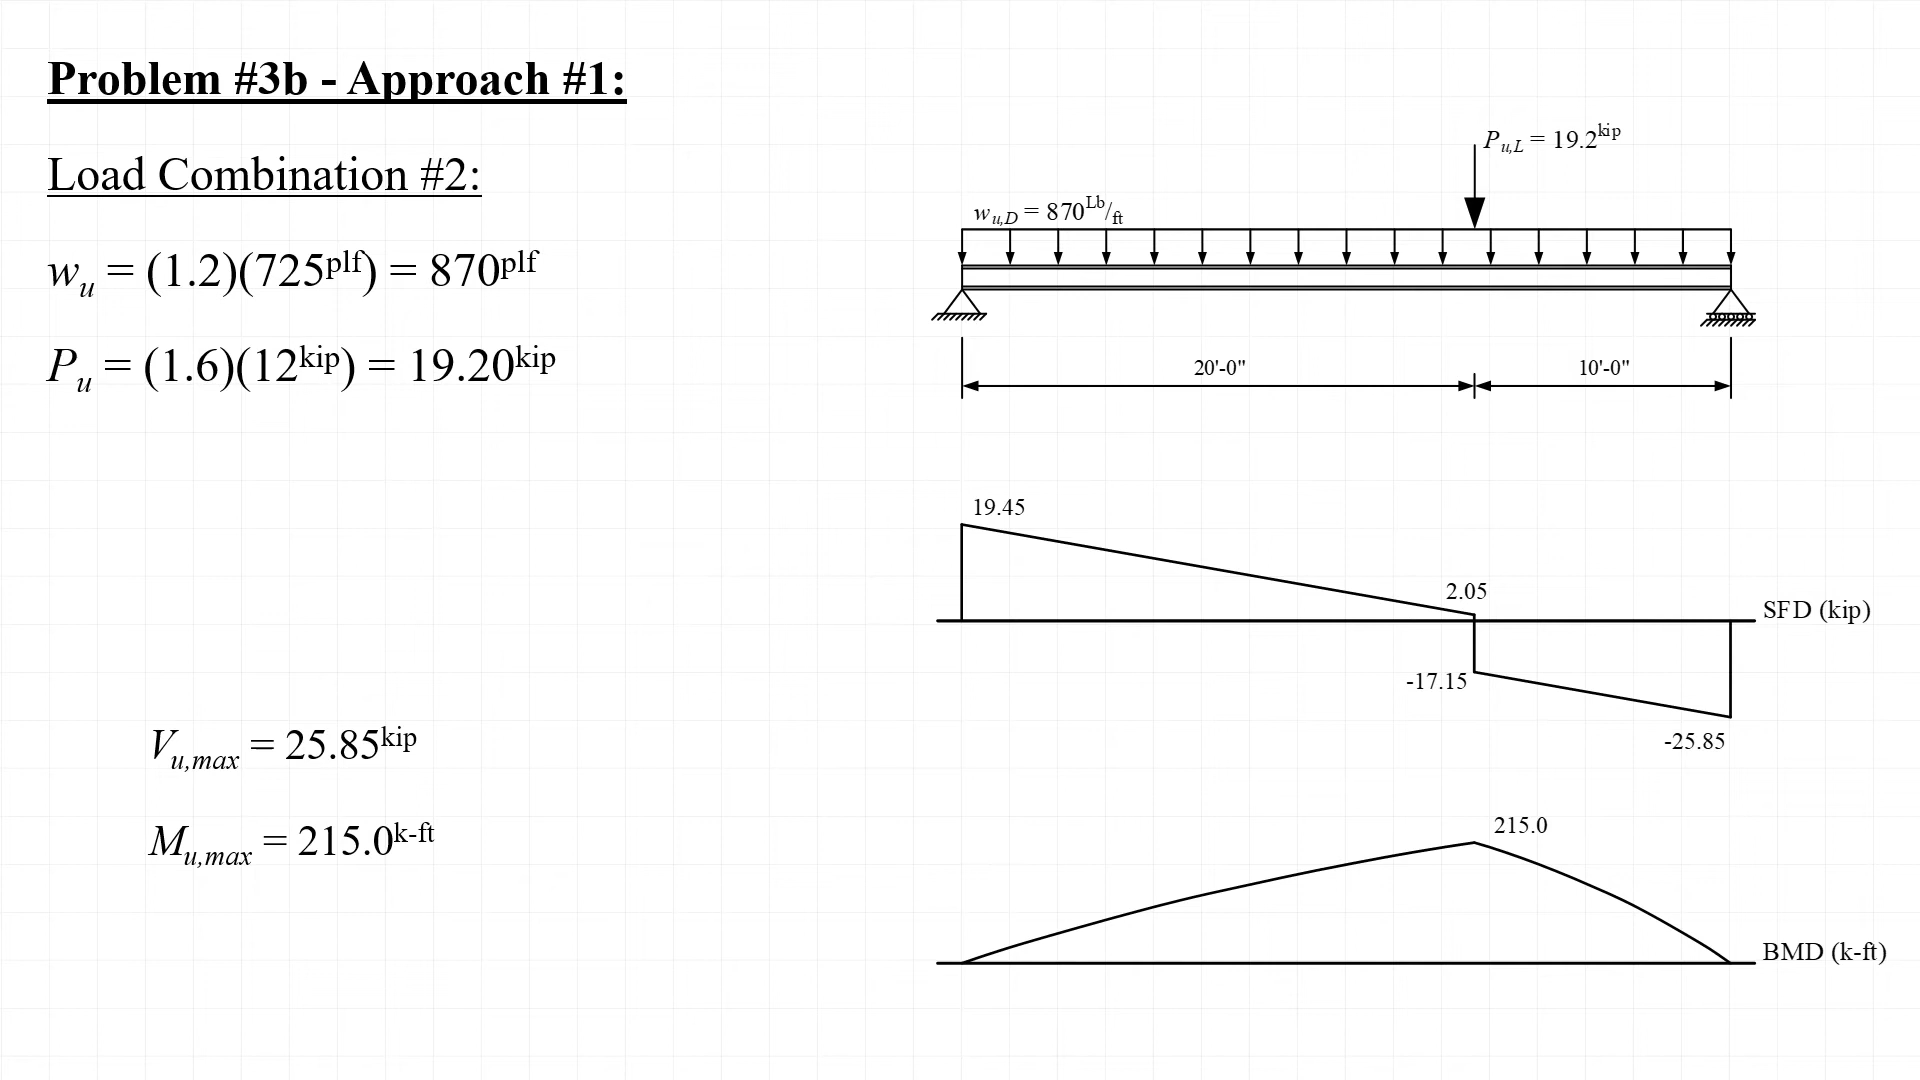 Problem #3b - Approach #1:
Load Combination #2:
w_u = (1.2)(725^plf) = 870^plf
P_u = (1.6)(12^kip) = 19.20^kip
V_u,max = 25.85^kip
M_u,max = 215.0^k-ft
P_u,L = 19.2^kip
w_u,D = 870^Lb/ft
20'-0" 10'-0"
19.45
2.05
SFD (kip)
-17.15
-25.85
215.0
BMD (k-ft)